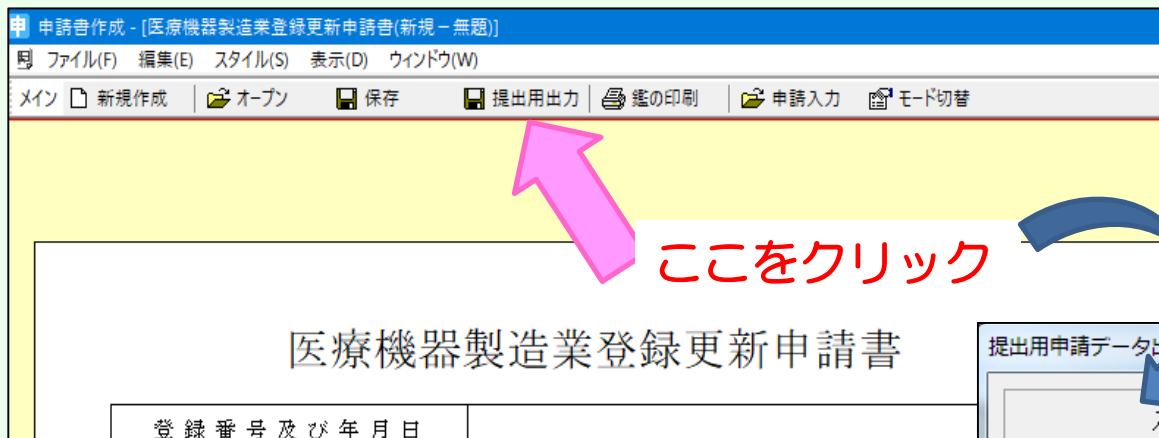 申 申請書作成 - [医療機器製造業登録更新申請書(新規－無題)]
ファイル(F) 編集(E) スタイル(S) 表示(D) ウィンドウ(W)
メイン 新規作成 オープン 保存 提出用出力 鑑の印刷 申請入力 モード切替
ここをクリック
医療機器製造業登録更新申請書
提出用申請データ
登録番号及び年月日